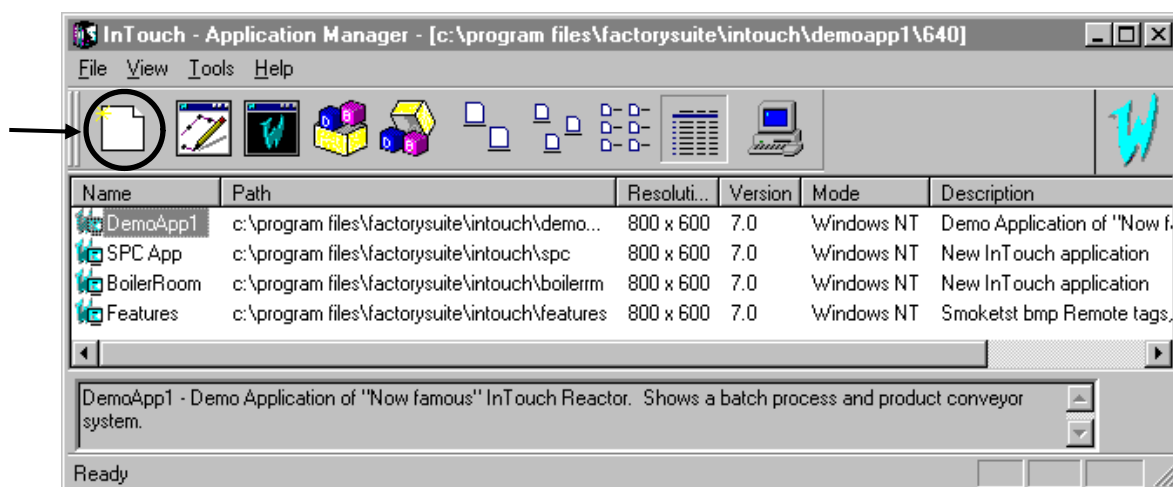 InTouch - Application Manager - [c:\program files\factorysuite\intouch\demoapp1\640]
File View Tools Help
Name Path Resoluti... Version Mode Description
DemoApp1 c:\program files\factorysuite\intouch\demo... 800 x 600 7.0 Windows NT Demo Application of "Now f
SPC App c:\program files\factorysuite\intouch\spc 800 x 600 7.0 Windows NT New InTouch application
BoilerRoom c:\program files\factorysuite\intouch\boilerrm 800 x 600 7.0 Windows NT New InTouch application
Features c:\program files\factorysuite\intouch\features 800 x 600 7.0 Windows NT Smoketst bmp Remote tags,
DemoApp1 - Demo Application of "Now famous" InTouch Reactor. Shows a batch process and product conveyor
system.
Ready